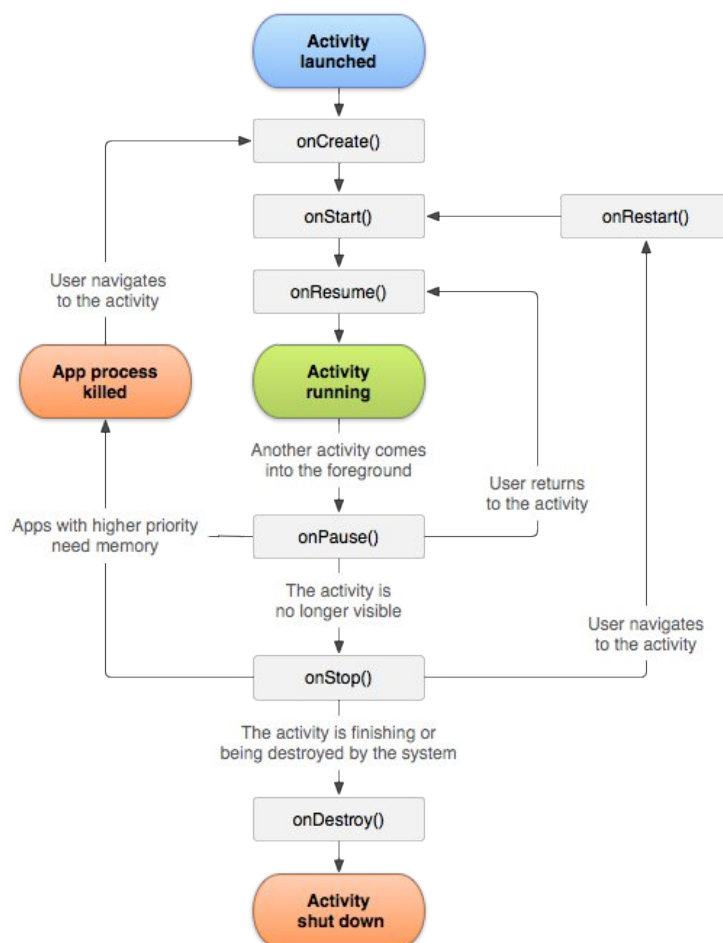 Activity
launched
onCreate()
onStart()
onRestart()
User navigates
to the activity
onResume()
App process
killed
Activity
running
Another activity comes
into the foreground
User returns
to the activity
Apps with higher priority
need memory
onPause()
The activity is
no longer visible
User navigates
to the activity
onStop()
The activity is finishing or
being destroyed by the system
onDestroy()
Activity
shut down